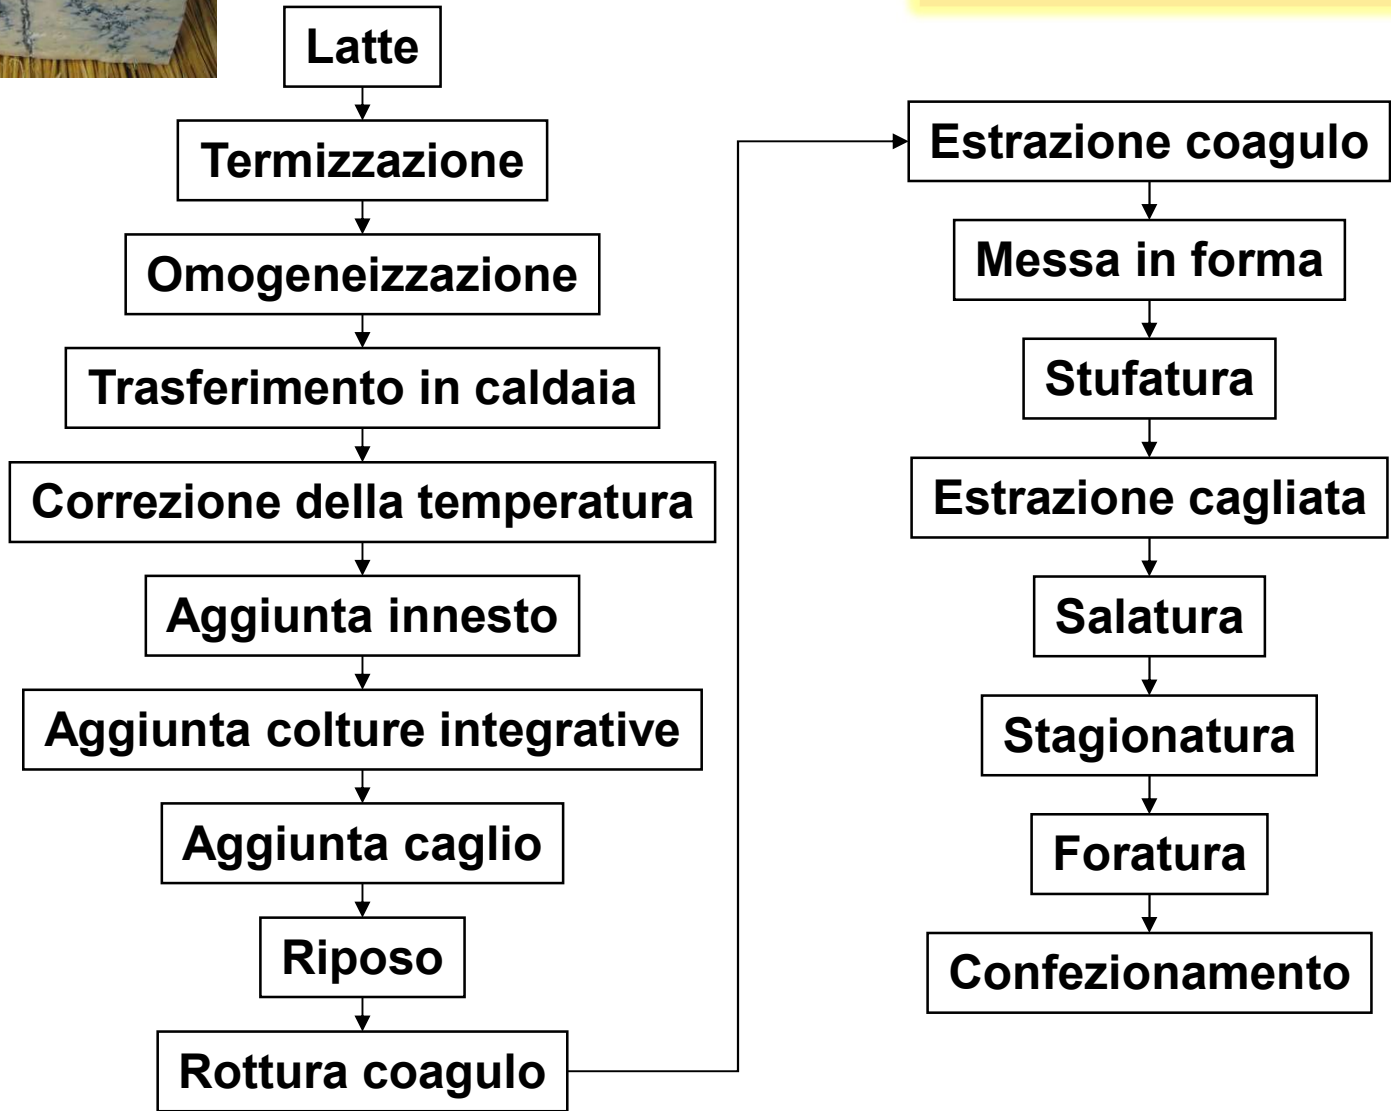 Latte
Termizzazione
Omogeneizzazione
Trasferimento in caldaia
Correzione della temperatura
Aggiunta innesto
Aggiunta colture integrative
Aggiunta caglio
Riposo
Rottura coagulo
Estrazione coagulo
Messa in forma
Stufatura
Estrazione cagliata
Salatura
Stagionatura
Foratura
Confezionamento